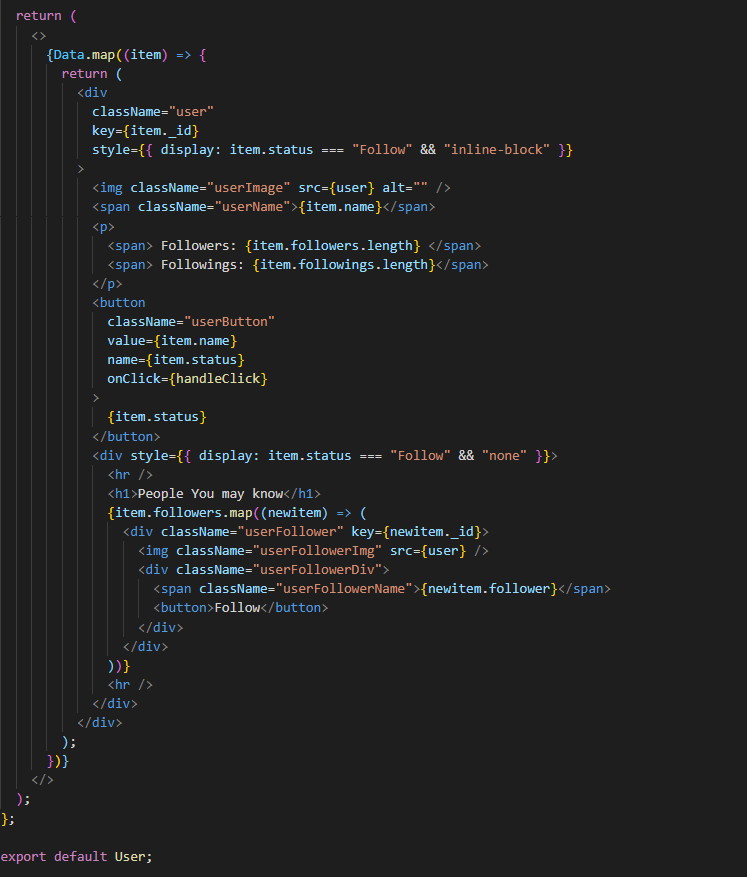 return (
<>
{Data.map((item) => {
return (
<div
className="user"
key={item._id}
style={{ display: item.status === "Follow" && "inline-block" }}
>
<img className="userImage" src={user} alt="" />
<span className="userName">{item.name}</span>
<p>
<span> Followers: {item.followers.length} </span>
<span> Followings: {item.followings.length}</span>
</p>
<button
className="userButton"
value={item.name}
name={item.status}
onClick={handleClick}
>
{item.status}
</button>
<div style={{ display: item.status === "Follow" && "none" }}>
<hr />
<h1>People You may know</h1>
{item.followers.map((newitem) => (
<div className="userFollower" key={newitem._id}>
<img className="userFollowerImg" src={user} />
<div className="userFollowerDiv">
<span className="userFollowerName">{newitem.follower}</span>
<button>Follow</button>
</div>
</div>
))}
<hr />
</div>
</div>
);
})}
</>
);
};
export default User;